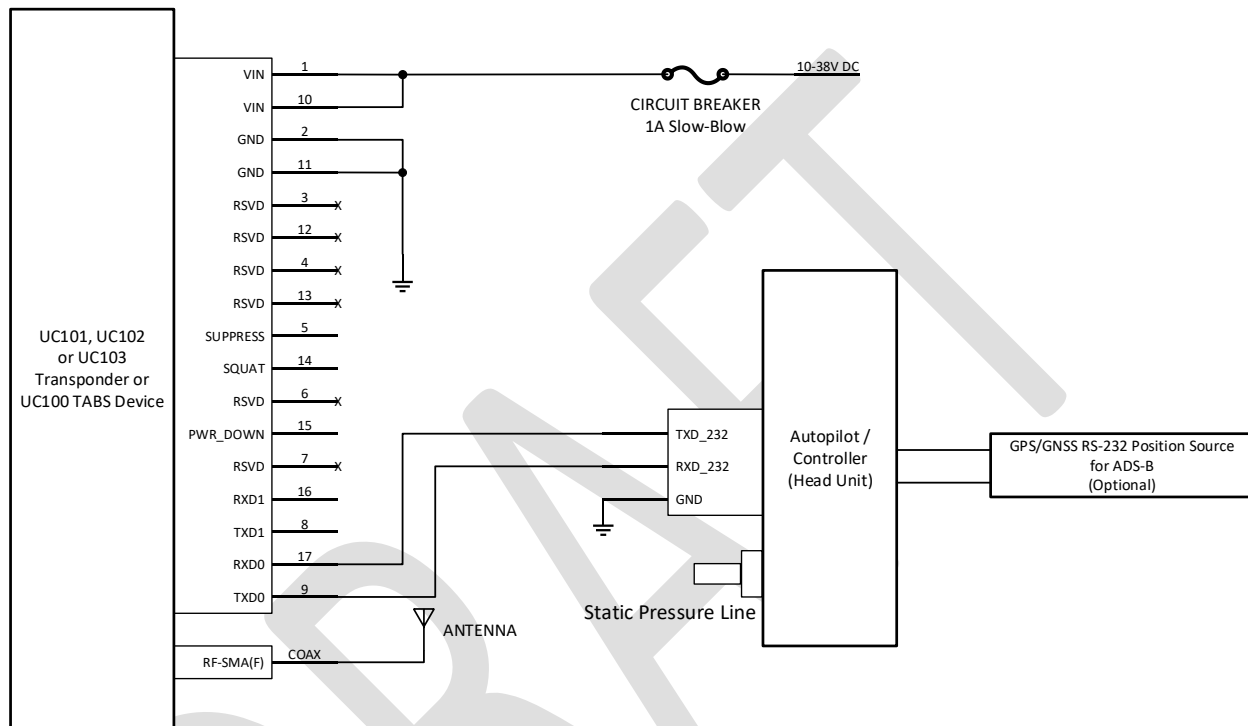 UC101, UC102
or UC103
Transponder or
UC100 TABS Device
VIN 1
VIN 10
GND 2
GND 11
RSVD 3 X
RSVD 12 X
RSVD 4 X
RSVD 13 X
SUPPRESS 5
SQUAT 14
RSVD 6 X
PWR_DOWN 15
RSVD 7 X
RXD1 16
TXD1 8
RXD0 17
TXD0 9
RF-SMA(F) COAX
ANTENNA
10-38V DC
CIRCUIT BREAKER
1A Slow-Blow
TXD_232
RXD_232
GND
Autopilot /
Controller
(Head Unit)
Static Pressure Line
GPS/GNSS RS-232 Position Source
for ADS-B
(Optional)
DRAFT